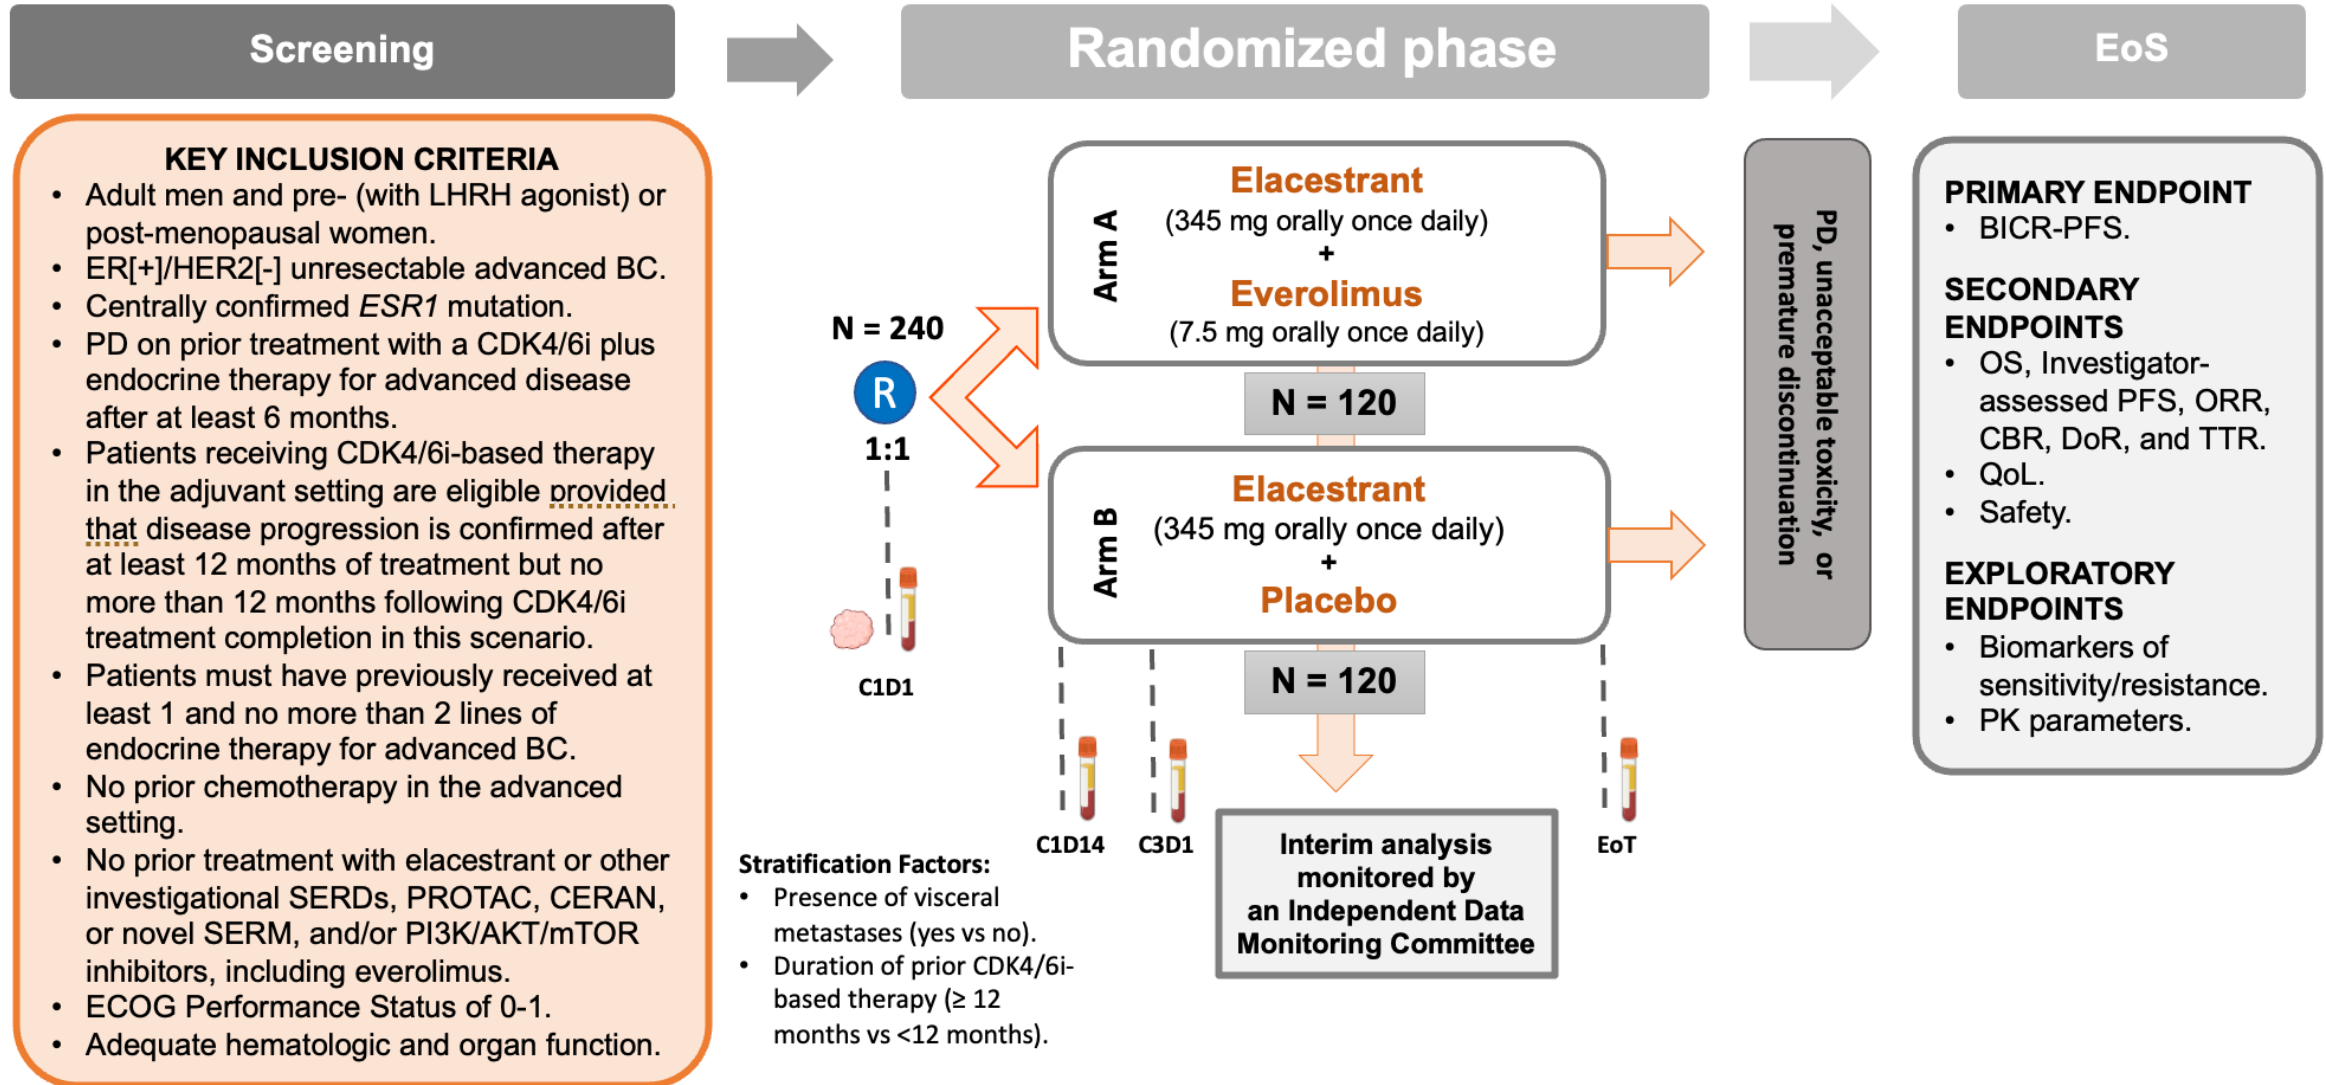 Screening
Randomized phase
EoS
KEY INCLUSION CRITERIA
• Adult men and pre- (with LHRH agonist) or
post-menopausal women.
• ER[+]/HER2[-] unresectable advanced BC.
• Centrally confirmed ESR1 mutation.
• PD on prior treatment with a CDK4/6i plus
endocrine therapy for advanced disease
after at least 6 months.
• Patients receiving CDK4/6i-based therapy
in the adjuvant setting are eligible provided
that disease progression is confirmed after
at least 12 months of treatment but no
more than 12 months following CDK4/6i
treatment completion in this scenario.
• Patients must have previously received at
least 1 and no more than 2 lines of
endocrine therapy for advanced BC.
• No prior chemotherapy in the advanced
setting.
• No prior treatment with elacestrant or other
investigational SERDs, PROTAC, CERAN,
or novel SERM, and/or PI3K/AKT/mTOR
inhibitors, including everolimus.
• ECOG Performance Status of 0-1.
• Adequate hematologic and organ function.
N = 240
R
1:1
C1D1
Stratification Factors:
• Presence of visceral
metastases (yes vs no).
• Duration of prior CDK4/6i-
based therapy (≥ 12
months vs <12 months).
Arm A
Elacestrant
(345 mg orally once daily)
+
Everolimus
(7.5 mg orally once daily)
N = 120
Arm B
Elacestrant
(345 mg orally once daily)
+
Placebo
N = 120
C1D14
C3D1
EoT
Interim analysis
monitored by
an Independent Data
Monitoring Committee
PD, unacceptable toxicity, or
premature discontinuation
PRIMARY ENDPOINT
• BICR-PFS.
SECONDARY
ENDPOINTS
• OS, Investigator-
assessed PFS, ORR,
CBR, DoR, and TTR.
• QoL.
• Safety.
EXPLORATORY
ENDPOINTS
• Biomarkers of
sensitivity/resistance.
• PK parameters.